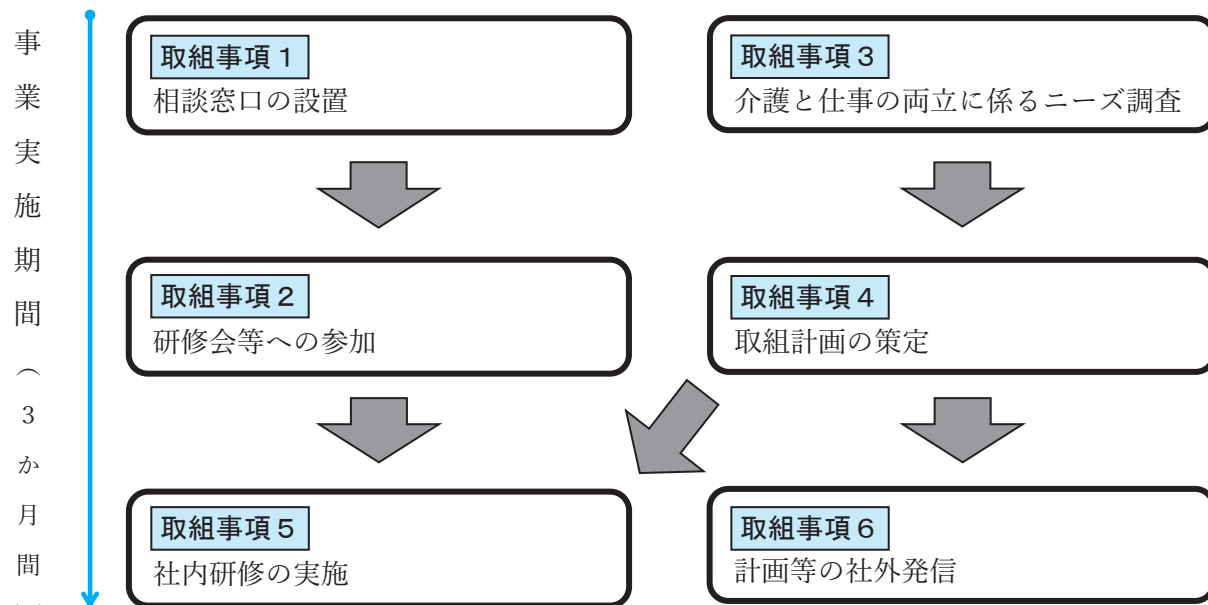 事業実施期間（3か月間
取組事項１
相談窓口の設置
取組事項３
介護と仕事の両立に係るニーズ調査
取組事項２
研修会等への参加
取組事項４
取組計画の策定
取組事項５
社内研修の実施
取組事項６
計画等の社外発信